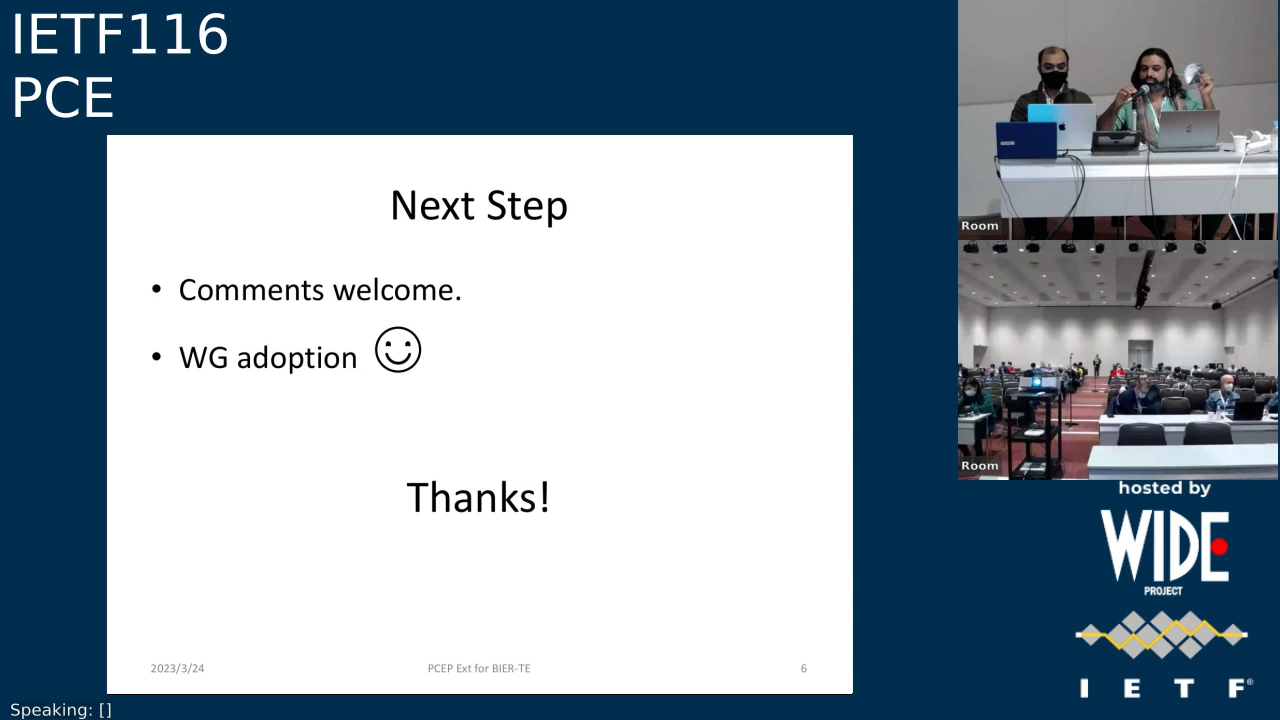 IETF116
PCE
Next Step
• Comments welcome.
• WG adoption
Thanks!
2023/3/24
PCEP Ext for BIER-TE
6
Room
Room
hosted by
WIDE
PROJECT
I E T F®
Speaking: []